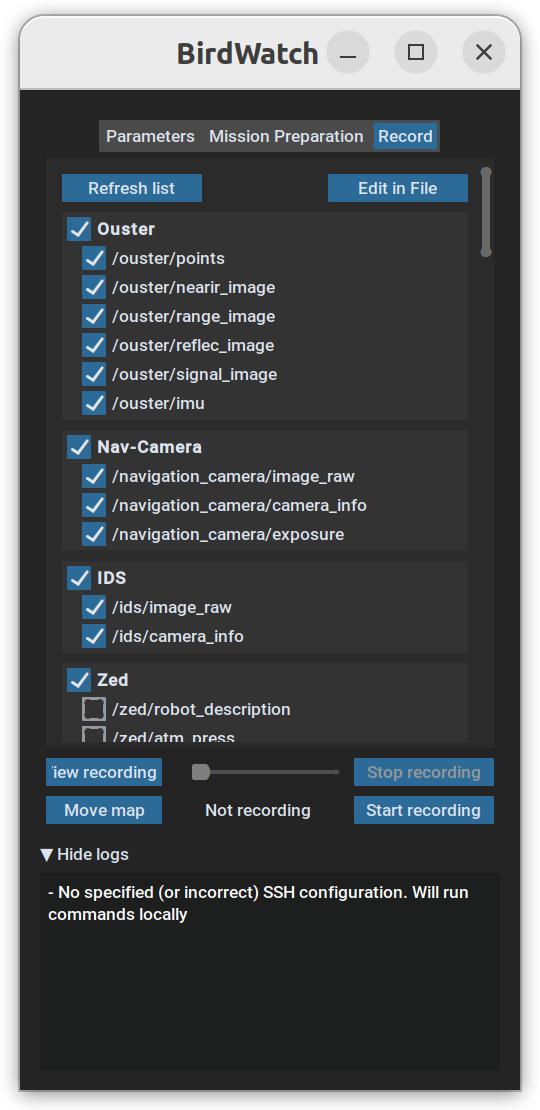 BirdWatch
Parameters Mission Preparation Record
Refresh list Edit in File
Ouster
/ouster/points
/ouster/nearir_image
/ouster/range_image
/ouster/reflec_image
/ouster/signal_image
/ouster/imu
Nav-Camera
/navigation_camera/image_raw
/navigation_camera/camera_info
/navigation_camera/exposure
IDS
/ids/image_raw
/ids/camera_info
Zed
/zed/robot_description
/zed/atm_press
iew recording Stop recording
Move map Not recording Start recording
▼ Hide logs
- No specified (or incorrect) SSH configuration. Will run
commands locally